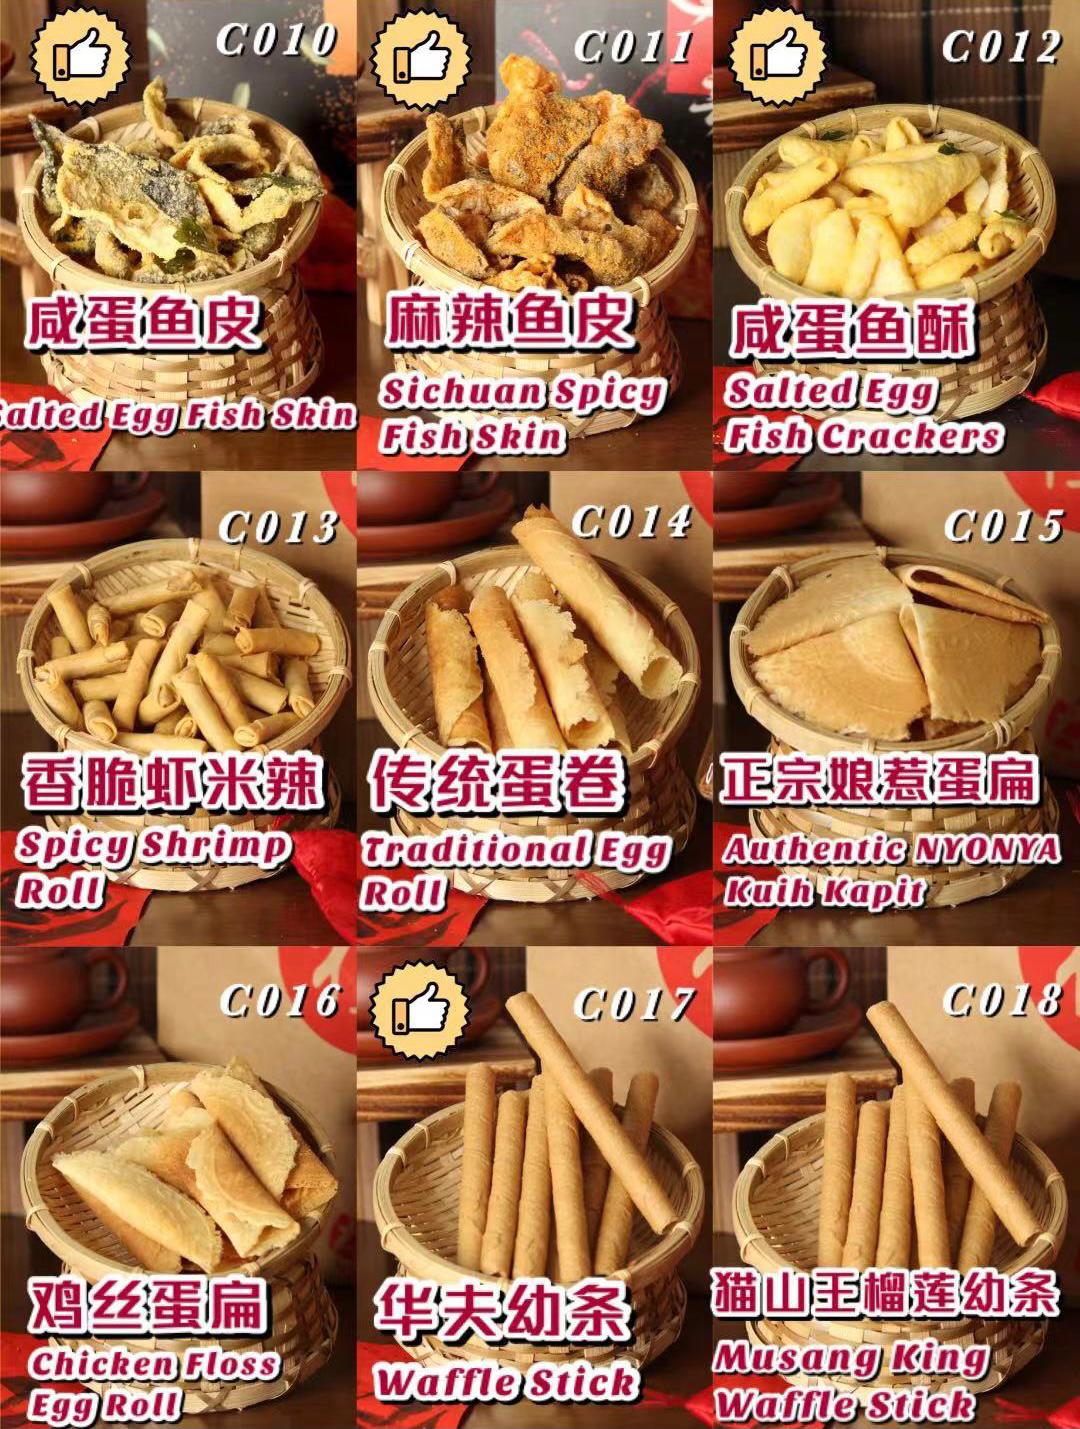 C010
咸蛋鱼皮
Salted Egg Fish Skin
C011
麻辣鱼皮
Sichuan Spicy
Fish Skin
C012
咸蛋鱼酥
Salted Egg
Fish Crackers
C013
香脆虾米辣
Spicy Shrimp
Roll
C014
传统蛋卷
Traditional Egg
Roll
C015
正宗娘惹蛋扁
Authentic NYONYA
Kuih Kapit
C016
鸡丝蛋扁
Chicken Floss
Egg Roll
C017
华夫幼条
Waffle Stick
C018
猫山王榴莲幼条
Musang King
Waffle Stick